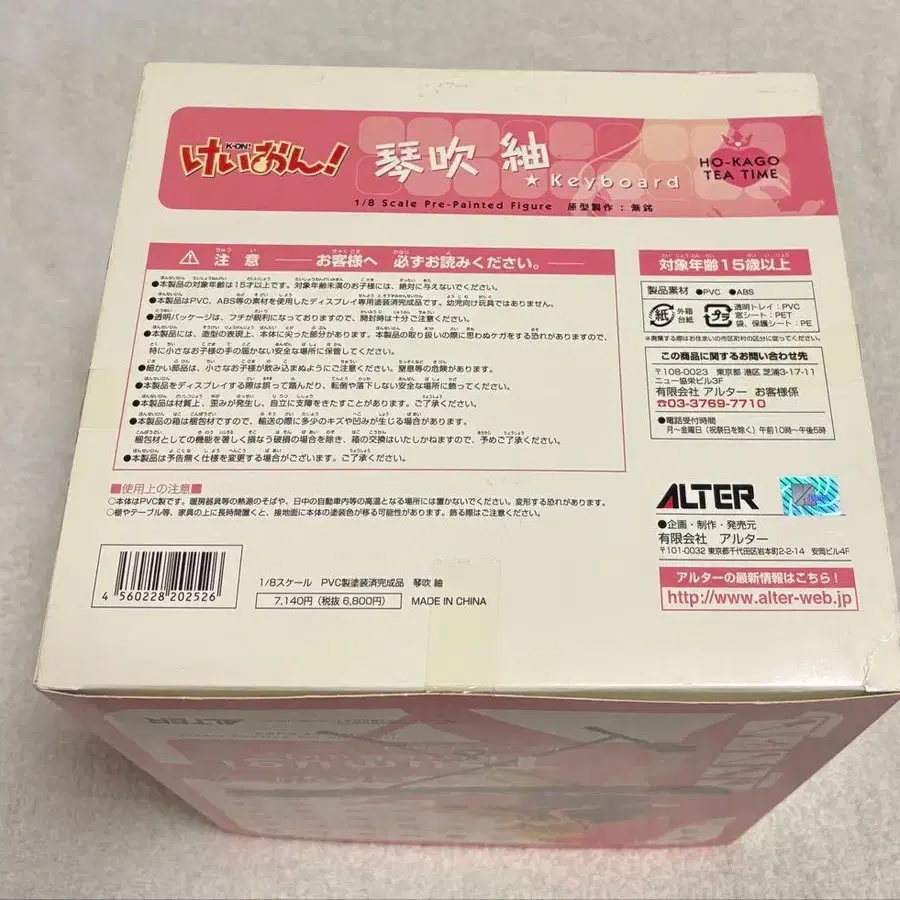 けいおん!
K-ON!
琴吹 紬
★Keyboard
1/8 Scale Pre-Painted Figure 原型製作:無銘
HO-KAGO
TEA TIME
注意 お客様へ 必ずお読みください。
●本製品の対象年齢は15才以上です。対象年齢未満のお子様には、絶対に与えないでください。
●本製品はPVC、ABS等の素材を使用したディスプレイ専用塗装済完成品です。幼児向け玩具ではありません。
●透明パッケージは、フチが鋭利になっておりますので、開封時は十分ご注意ください。
●本製品には、造型の表現上、本体に尖った部分があります。本製品の取り扱いの際に思わぬケガをする恐れがありますので、
特に小さなお子様の手の届かない安全な場所に保管してください。
●細かい部品は、小さなお子様が飲み込まぬようにご注意ください。窒息等の危険があります。
●本製品をディスプレイする際は誤って踏んだり、転倒や落下しない安全な場所に飾ってください。
●本製品は材質上、歪みが発生し、自立に支障をきたすことがあります。ご了承ください。
●本製品の箱は梱包材ですので、輸送の際に多少のキズや凹みが生じる場合があります。
梱包材としての機能を著しく損なう破損の場合を除き、箱の交換はいたしかねますので、予めご了承ください。
●本製品は予告無く仕様を変更する場合がございます。ご了承ください。
■使用上の注意■
○本体はPVC製です。暖房器具等の熱源のそばや、日中の自動車内等の高温となる場所には置かないでください。変形する恐れがあります。
○棚やテーブル等、家具の上に長時間置くと、接地面に本体の塗装色が移る可能性があります。飾る際はご注意ください。
4 560228 202526
1/8スケール PVC製塗装済完成品 琴吹 紬
7,140円(税抜 6,800円) MADE IN CHINA
対象年齢15歳以上
製品素材 ●PVC ●ABS
紙 外箱
台紙
プラ 透明トレイ:PVC
窓シート:PET
袋、保護シート:PE
※廃棄する際はお住まいの市区町村の区分に従ってください。
この商品に関するお問い合わせ先
〒108-0023 東京都 港区 芝浦3-17-11
ニュー協栄ビル3F
有限会社 アルター お客様係
☎03-3769-7710
●電話受付時間
月〜金曜日(祝祭日を除く)午前10時〜午後5時
ALTER
●企画・制作・発売元
有限会社 アルター
〒101-0032 東京都千代田区岩本町2-2-14 安岡ビル4F
アルターの最新情報はこちら!
http://www.alter-web.jp
ALTER